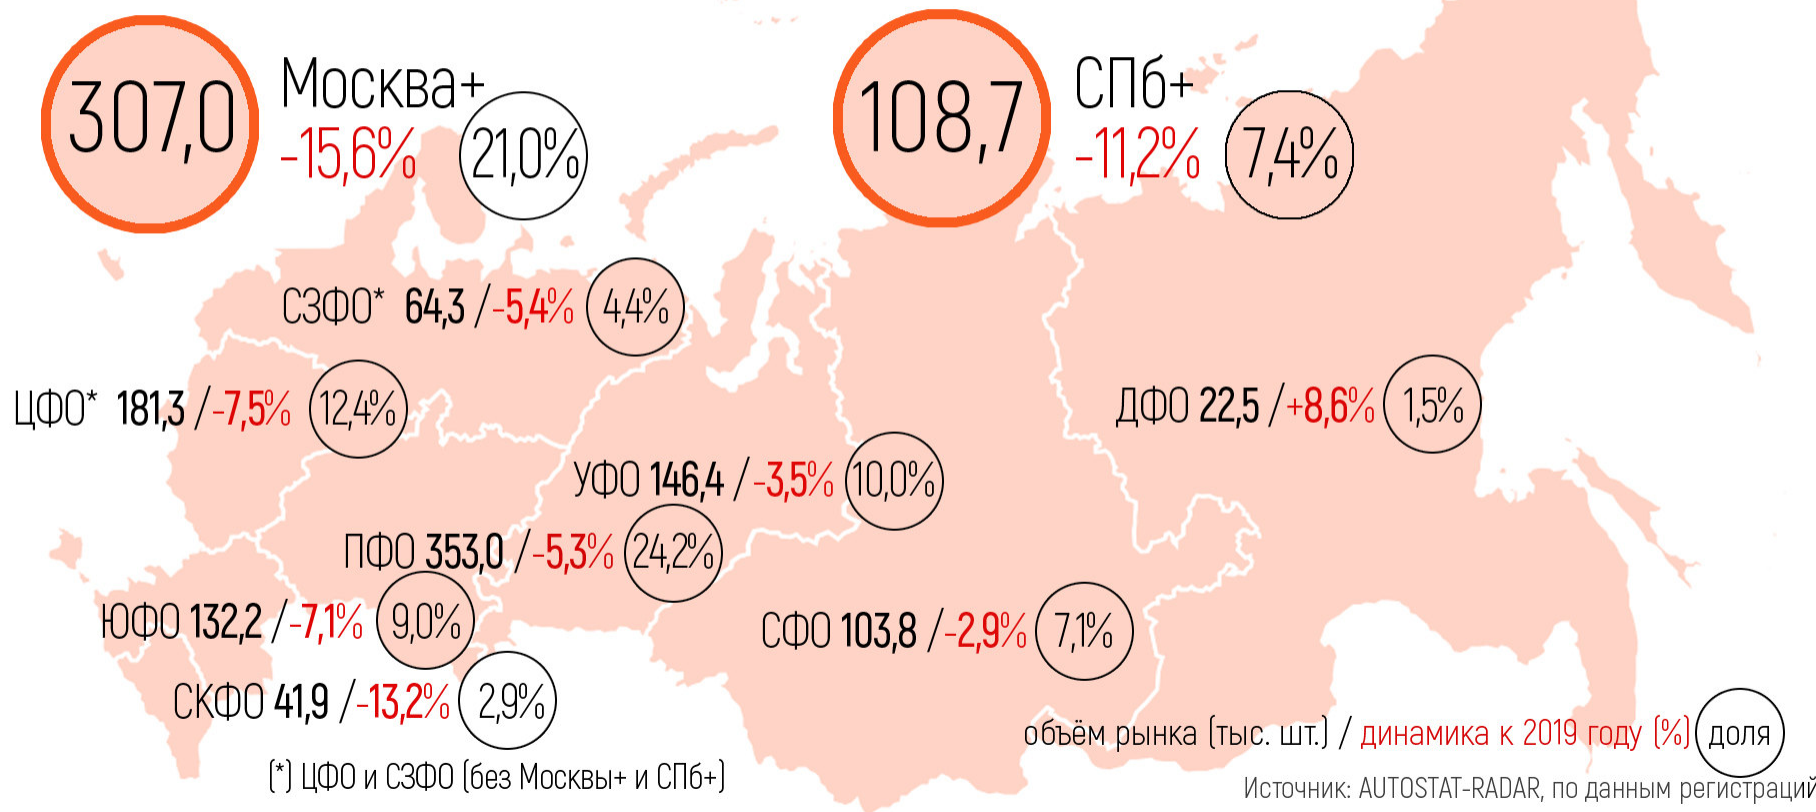 307,0
Москва+
-15,6%
21,0%
108,7
СПб+
-11,2%
7,4%
СЗФО* 64,3 /-5,4% 4,4%
ЦФО* 181,3 /-7,5% 12,4%
ДФО 22,5 /+8,6% 1,5%
УФО 146,4 /-3,5% 10,0%
ПФО 353,0 /-5,3% 24,2%
ЮФО 132,2 /-7,1% 9,0%
СФО 103,8 /-2,9% 7,1%
СКФО 41,9 /-13,2% 2,9%
объём рынка (тыс. шт.) / динамика к 2019 году (%) доля
(*) ЦФО и СЗФО (без Москвы+ и СПб+)
Источник: AUTOSTAT-RADAR, по данным регистраций